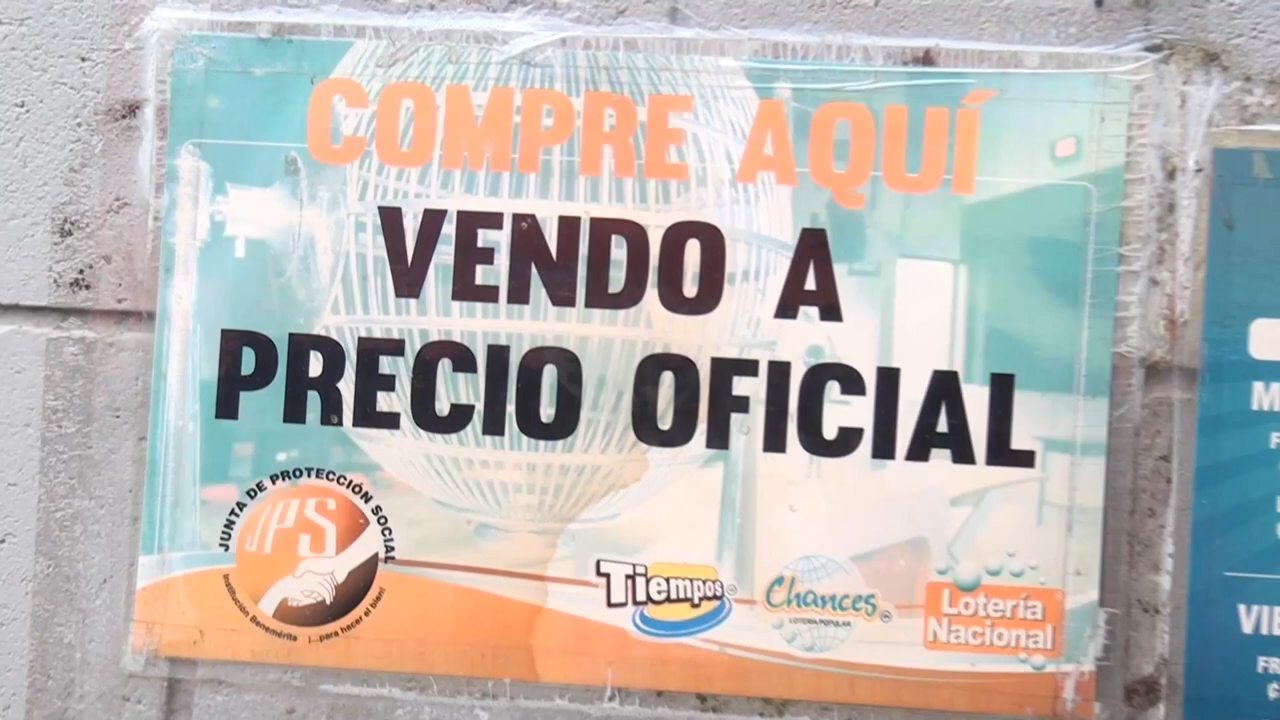 COMPRE AQUÍ
VENDO A
PRECIO OFICIAL
JUNTA DE PROTECCIÓN SOCIAL
JPS
Institución Benemérita ¡...para hacer el bien!
Tiempos
Chances
LOTERÍA POPULAR
Lotería
Nacional